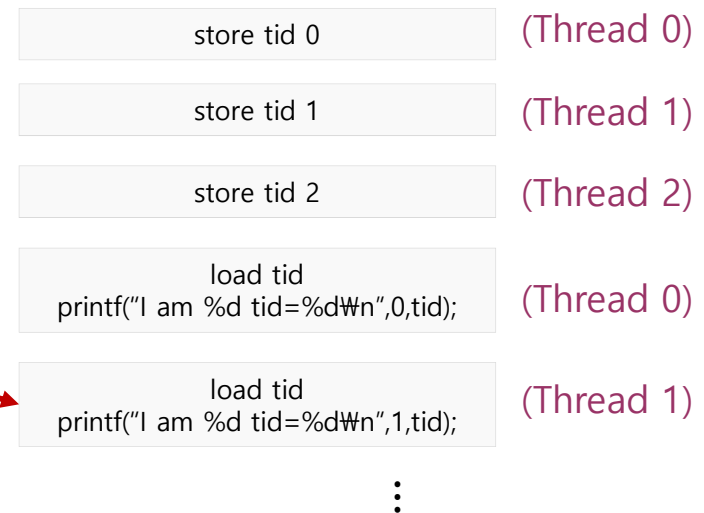 store tid 0 (Thread 0)
store tid 1 (Thread 1)
store tid 2 (Thread 2)
load tid
printf(“I am %d tid=%d₩n”,0,tid); (Thread 0)
load tid
printf(“I am %d tid=%d₩n”,1,tid); (Thread 1)
⋮